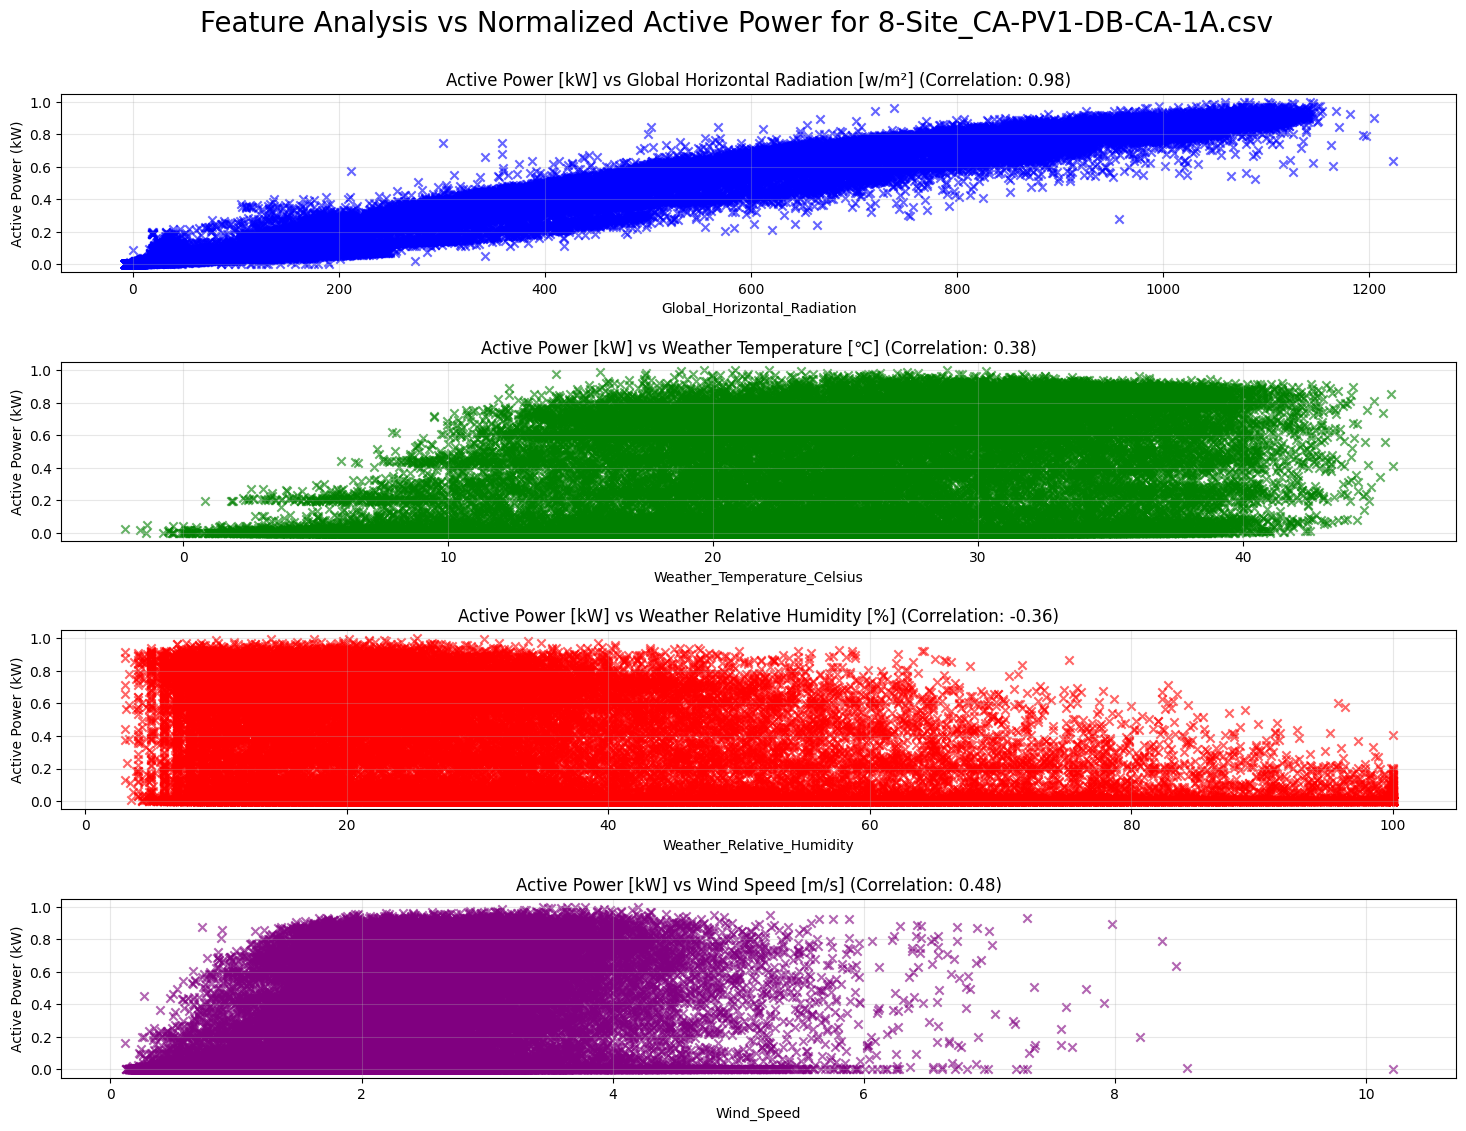 Feature Analysis vs Normalized Active Power for 8-Site_CA-PV1-DB-CA-1A.csv
Active Power [kW] vs Global Horizontal Radiation [w/m²] (Correlation: 0.98)
Active Power (kW)
1.0
0.8
0.6
0.4
0.2
0.0
0 200 400 600 800 1000 1200
Global_Horizontal_Radiation
Active Power [kW] vs Weather Temperature [℃] (Correlation: 0.38)
Active Power (kW)
1.0
0.8
0.6
0.4
0.2
0.0
0 10 20 30 40
Weather_Temperature_Celsius
Active Power [kW] vs Weather Relative Humidity [%] (Correlation: -0.36)
Active Power (kW)
1.0
0.8
0.6
0.4
0.2
0.0
0 20 40 60 80 100
Weather_Relative_Humidity
Active Power [kW] vs Wind Speed [m/s] (Correlation: 0.48)
Active Power (kW)
1.0
0.8
0.6
0.4
0.2
0.0
0 2 4 6 8 10
Wind_Speed